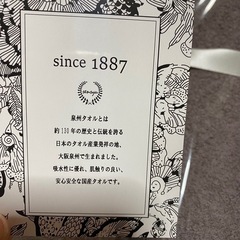 since 1887
泉州タオルとは
約130年の歴史と伝統を誇る
日本のタオル産業発祥の地、
大阪泉州で生まれました。
吸水性に優れ、肌触りの良い、
安心安全な国産タオルです。